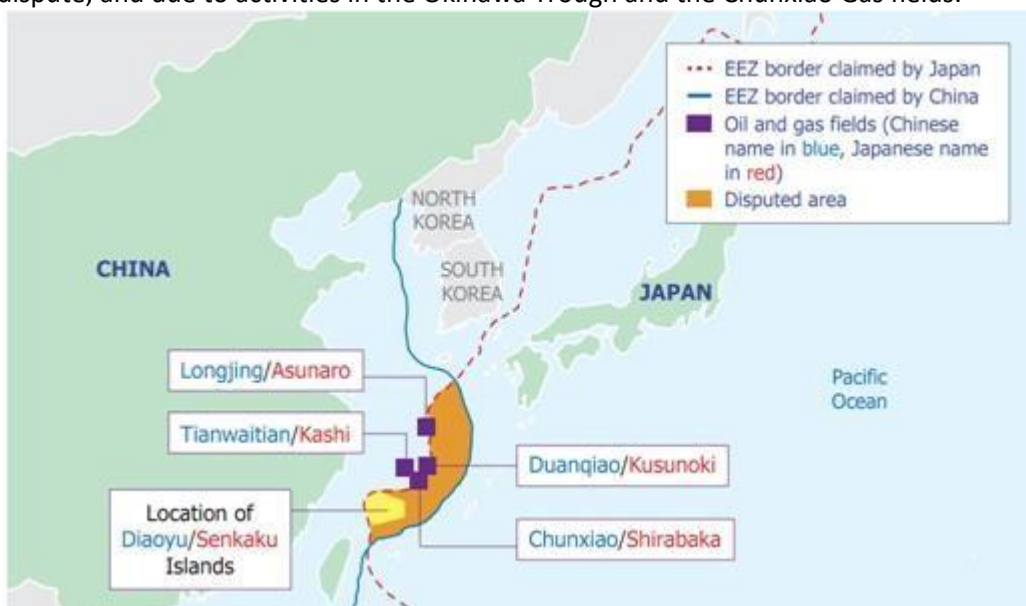 dispute, and due to activities in the Okinawa Trough and the Chunxiao Gas fields.
EEZ border claimed by Japan
EEZ border claimed by China
Oil and gas fields (Chinese
name in blue, Japanese name
in red)
Disputed area
NORTH
KOREA
CHINA
SOUTH
KOREA
JAPAN
Longjing/Asunaro
Pacific
Ocean
Tianwaitian/Kashi
Duanqiao/Kusunoki
Location of
Diaoyu/Senkaku
Islands
Chunxiao/Shirabaka